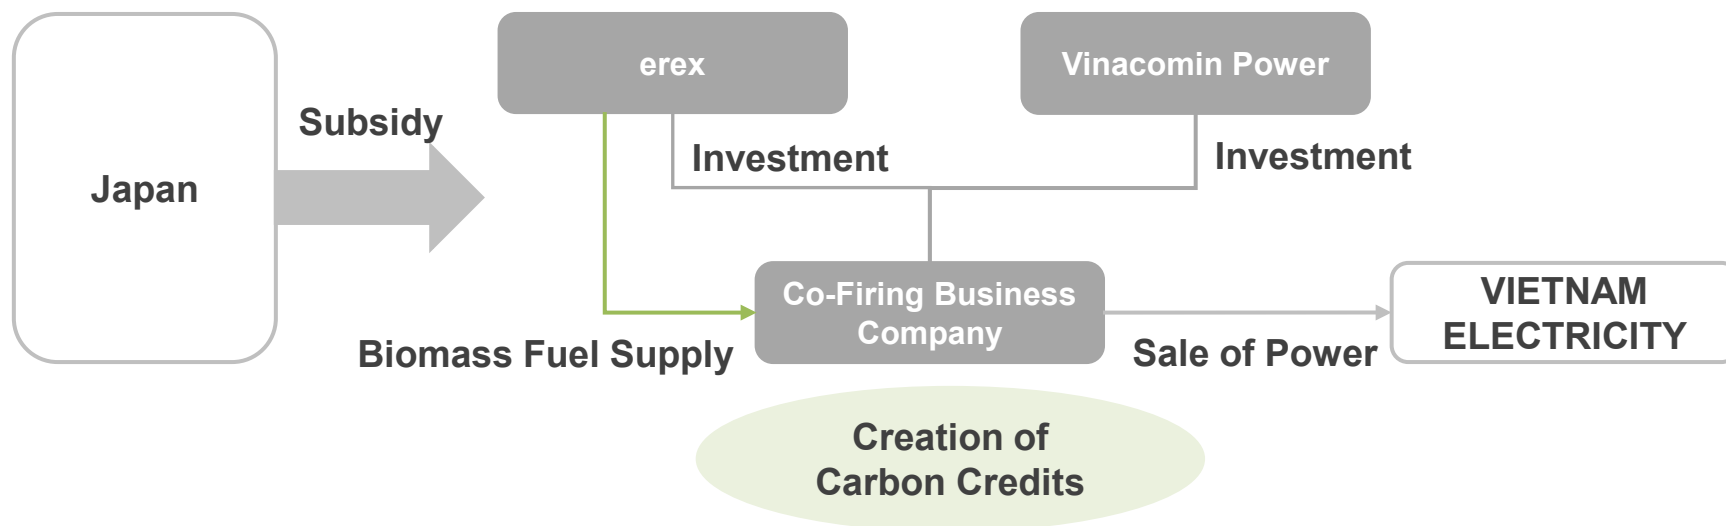 erex
Vinacomin Power
Subsidy
Japan
Investment
Investment
Co-Firing Business
Company
VIETNAM
ELECTRICITY
Biomass Fuel Supply
Sale of Power
Creation of
Carbon Credits